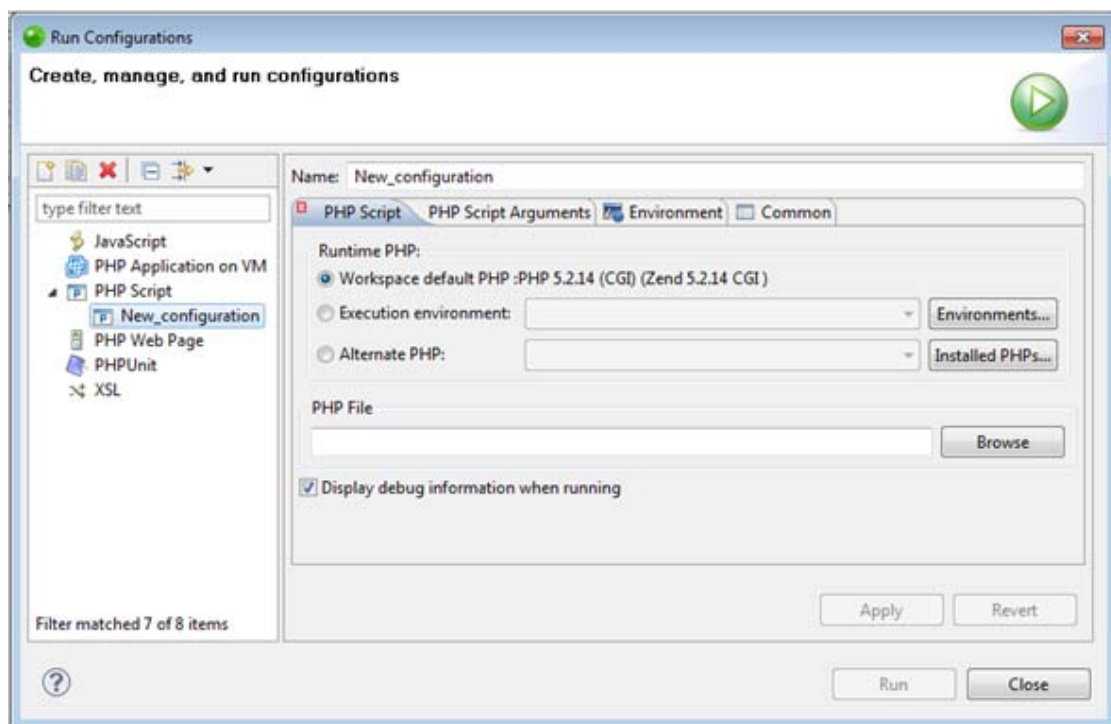 Run Configurations
Create, manage, and run configurations
type filter text
JavaScript
PHP Application on VM
PHP Script
New_configuration
PHP Web Page
PHPUnit
XSL
Filter matched 7 of 8 items
Name: New_configuration
PHP Script PHP Script Arguments Environment Common
Runtime PHP:
Workspace default PHP :PHP 5.2.14 (CGI) (Zend 5.2.14 CGI )
Execution environment: Environments...
Alternate PHP: Installed PHPs...
PHP File
Browse
Display debug information when running
Apply Revert
Run Close